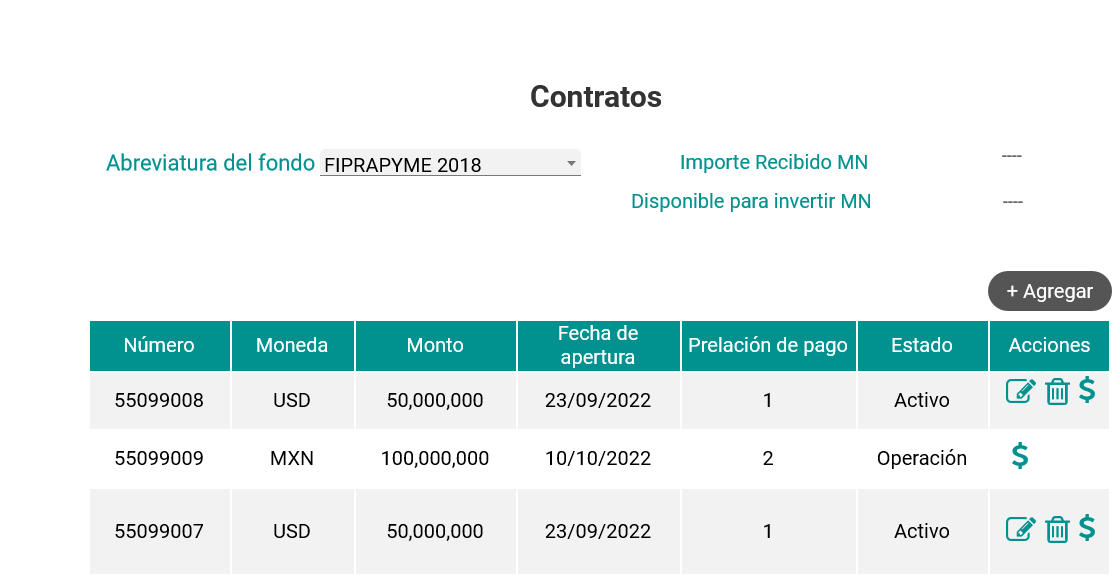 Contratos
Abreviatura del fondo FIPRAPYME 2018
Importe Recibido MN ----
Disponible para invertir MN ----
+ Agregar
Número Moneda Monto Fecha de apertura Prelación de pago Estado Acciones
55099008 USD 50,000,000 23/09/2022 1 Activo $
55099009 MXN 100,000,000 10/10/2022 2 Operación $
55099007 USD 50,000,000 23/09/2022 1 Activo $